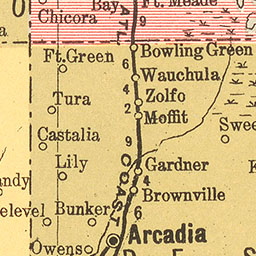 Bay
Ft. Meade
Chicora
ATL
9
Bowling Green
Ft. Green
6
Wauchula
4
Zolfo
Tura
2
Moffit
Castalia
9
Swee
Lily
Gardner
COAST
4
Brownville
andy
elevel
Bunker
6
Arcadia
Owens